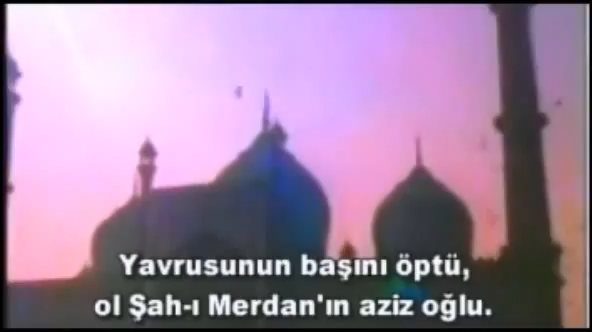 Yavrusunun başını öptü,
ol Şah-ı Merdan'ın aziz oğlu.